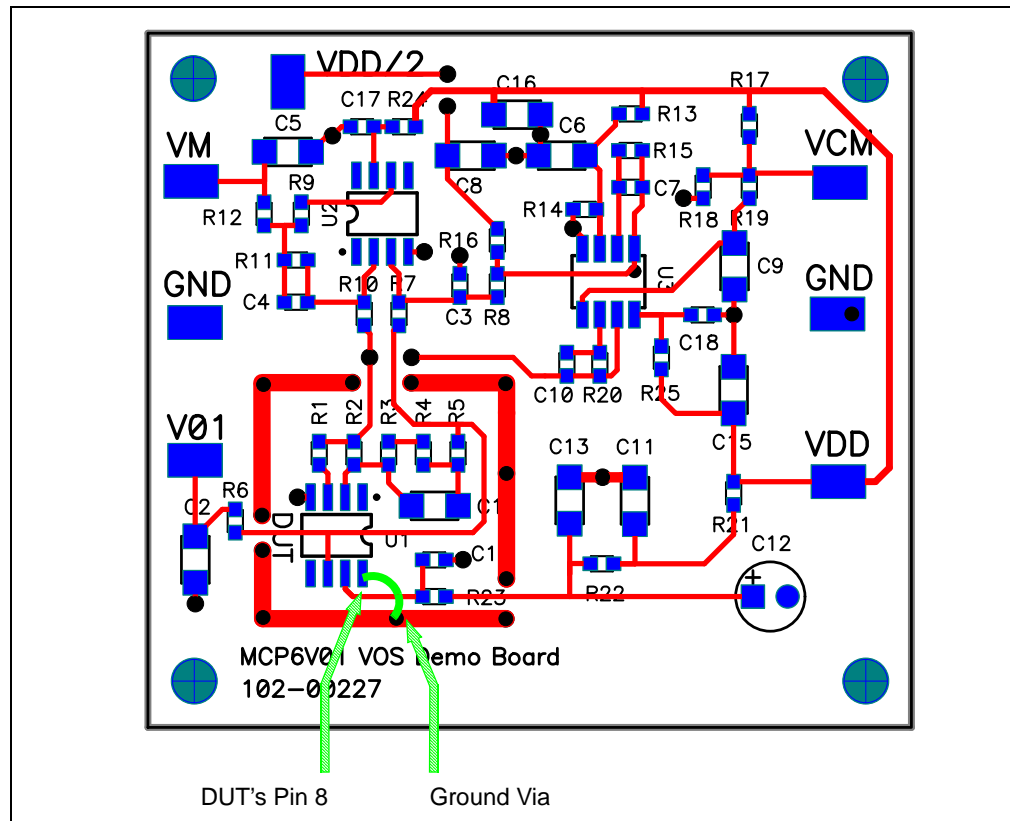 VDD/2
C16
R17
C17
R24
R13
C5
C6
VM
VCM
R15
R9
C8
C7
R12
U2
R14
R18
R19
R16
R11
C9
GND
R10
R7
U3
GND
C4
C3
R8
C18
R25
C10
R20
R1
R2
R3
R4
R5
V01
C15
VDD
C13
C11
R6
C2
C1
R21
DUT
U1
C12
C1
+
R23
R22
MCP6V01 VOS Demo Board
102-00227
DUT's Pin 8
Ground Via